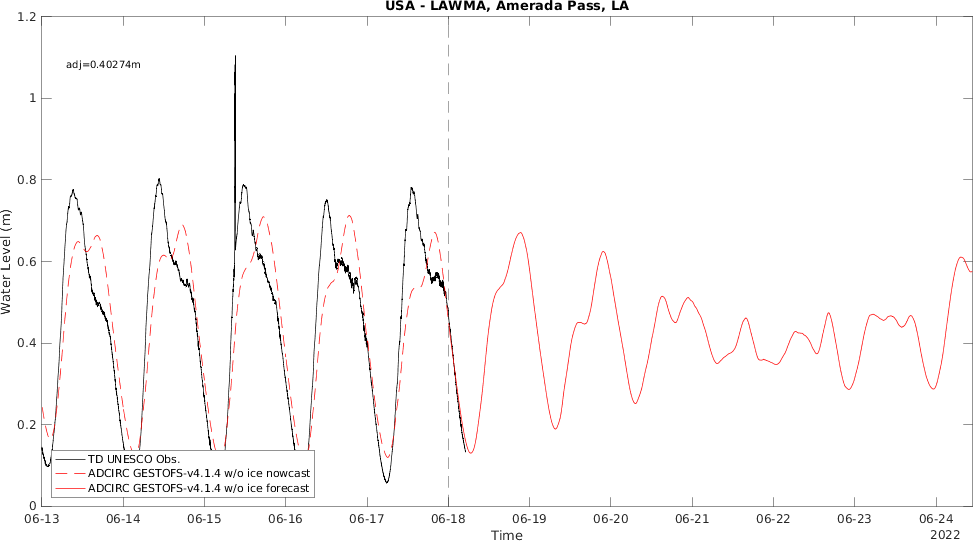 USA - LAWMA, Amerada Pass, LA
1.2
adj=0.40274m
1
0.8
0.6
0.4
0.2
0
Water Level (m)
TD UNESCO Obs.
ADCIRC GESTOFS-v4.1.4 w/o ice nowcast
ADCIRC GESTOFS-v4.1.4 w/o ice forecast
06-13 06-14 06-15 06-16 06-17 06-18 06-19 06-20 06-21 06-22 06-23 06-24
Time
2022